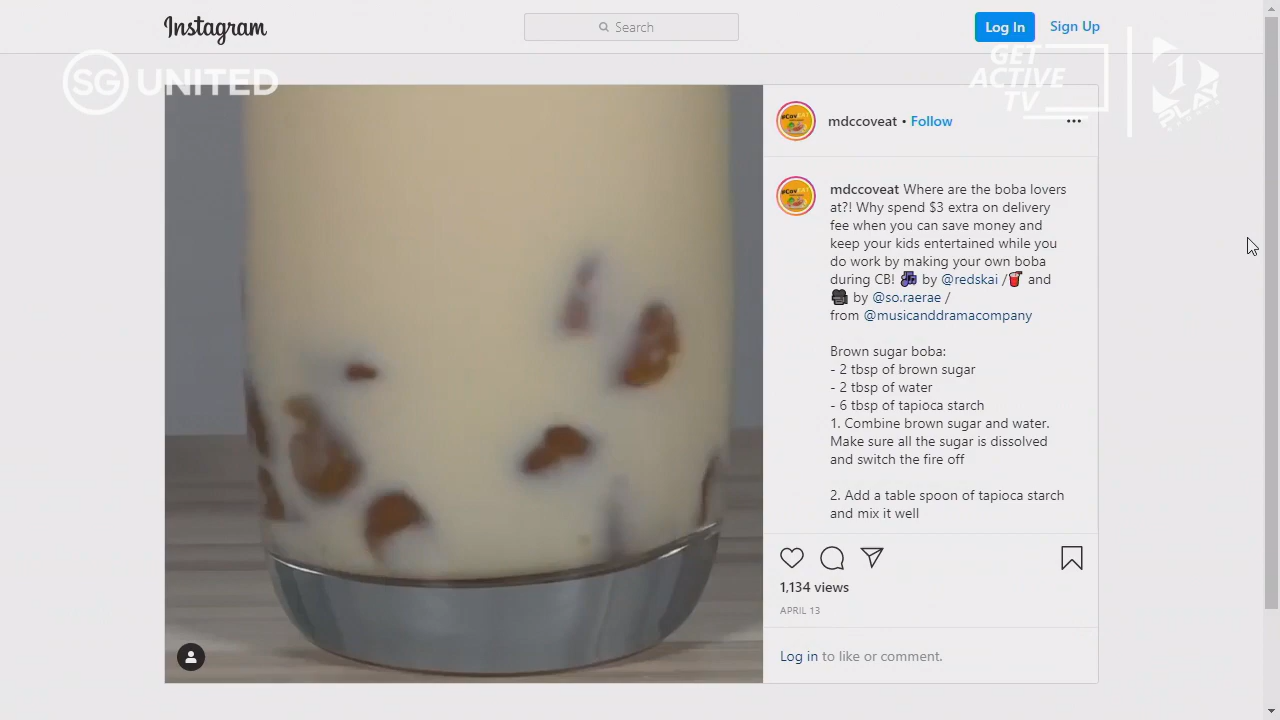 Instagram
Search
Log In
Sign Up
SG UNITED
GET
ACTIVE
TV
1
PLAY
mdccoveat • Follow
mdccoveat Where are the boba lovers
at?! Why spend $3 extra on delivery
fee when you can save money and
keep your kids entertained while you
do work by making your own boba
during CB! 🎶 by @redskai /🥤 and
🎥 by @so.raerae /
from @musicanddramacompany
Brown sugar boba:
- 2 tbsp of brown sugar
- 2 tbsp of water
- 6 tbsp of tapioca starch
1. Combine brown sugar and water.
Make sure all the sugar is dissolved
and switch the fire off
2. Add a table spoon of tapioca starch
and mix it well
1,134 views
APRIL 13
Log in to like or comment.